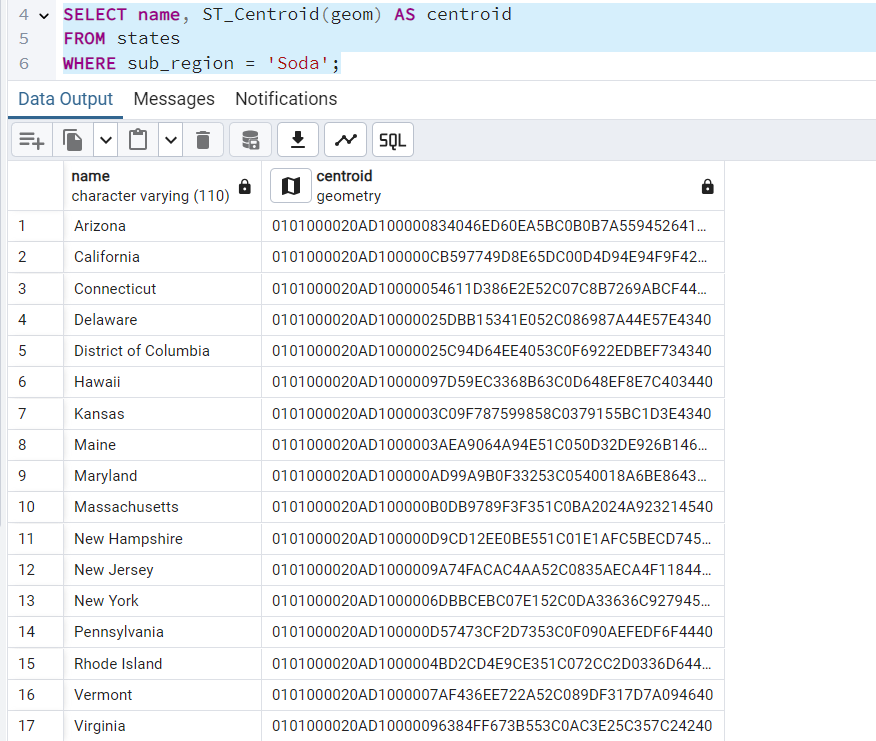 4 SELECT name, ST_Centroid(geom) AS centroid
5 FROM states
6 WHERE sub_region = 'Soda';
Data Output Messages Notifications
SQL
name centroid
character varying (110) geometry
1 Arizona 0101000020AD100000834046ED60EA5BC0B0B7A559452641...
2 California 0101000020AD100000CB597749D8E65DC00D4D94E94F9F42...
3 Connecticut 0101000020AD10000054611D386E2E52C07C8B7269ABCF44...
4 Delaware 0101000020AD10000025DBB15341E052C086987A44E57E4340
5 District of Columbia 0101000020AD10000025C94D64EE4053C0F6922EDBEF734340
6 Hawaii 0101000020AD10000097D59EC3368B63C0D648EF8E7C403440
7 Kansas 0101000020AD1000003C09F787599858C0379155BC1D3E4340
8 Maine 0101000020AD1000003AEA9064A94E51C050D32DE926B146...
9 Maryland 0101000020AD100000AD99A9B0F33253C0540018A6BE8643...
10 Massachusetts 0101000020AD100000B0DB9789F3F351C0BA2024A923214540
11 New Hampshire 0101000020AD100000D9CD12EE0BE551C01E1AFC5BECD745...
12 New Jersey 0101000020AD1000009A74FACAC4AA52C0835AECA4F11844...
13 New York 0101000020AD1000006DBBCEBC07E152C0DA33636C927945...
14 Pennsylvania 0101000020AD100000D57473CF2D7353C0F090AEFEDF6F4440
15 Rhode Island 0101000020AD1000004BD2CD4E9CE351C072CC2D0336D644...
16 Vermont 0101000020AD1000007AF436EE722A52C089DF317D7A094640
17 Virginia 0101000020AD10000096384FF673B553C0AC3E25C357C24240